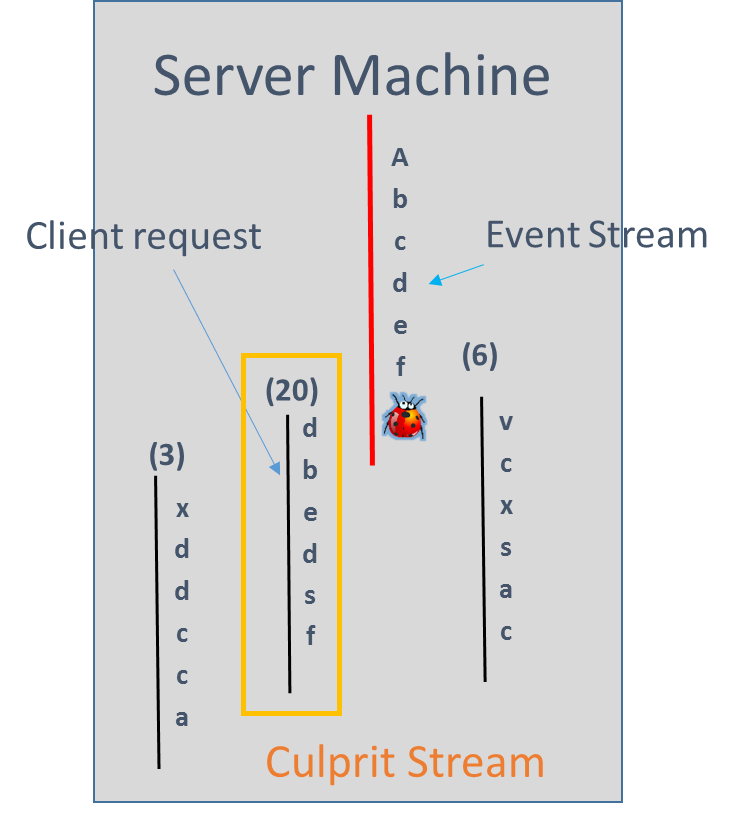 Server Machine
A
b
c
d
e
f
Client request
Event Stream
(20)
d
b
e
d
s
f
(6)
v
c
x
s
a
c
(3)
x
d
d
c
c
a
Culprit Stream